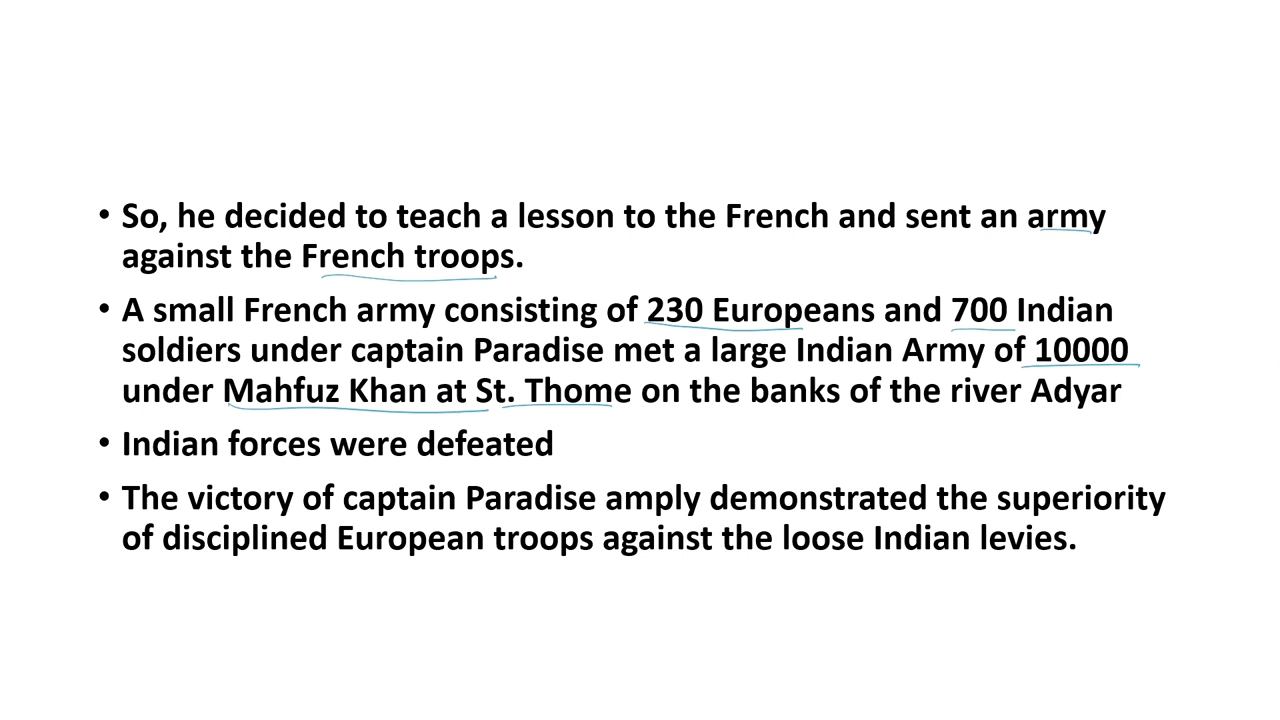 • So, he decided to teach a lesson to the French and sent an army
against the French troops.
• A small French army consisting of 230 Europeans and 700 Indian
soldiers under captain Paradise met a large Indian Army of 10000
under Mahfuz Khan at St. Thome on the banks of the river Adyar
• Indian forces were defeated
• The victory of captain Paradise amply demonstrated the superiority
of disciplined European troops against the loose Indian levies.